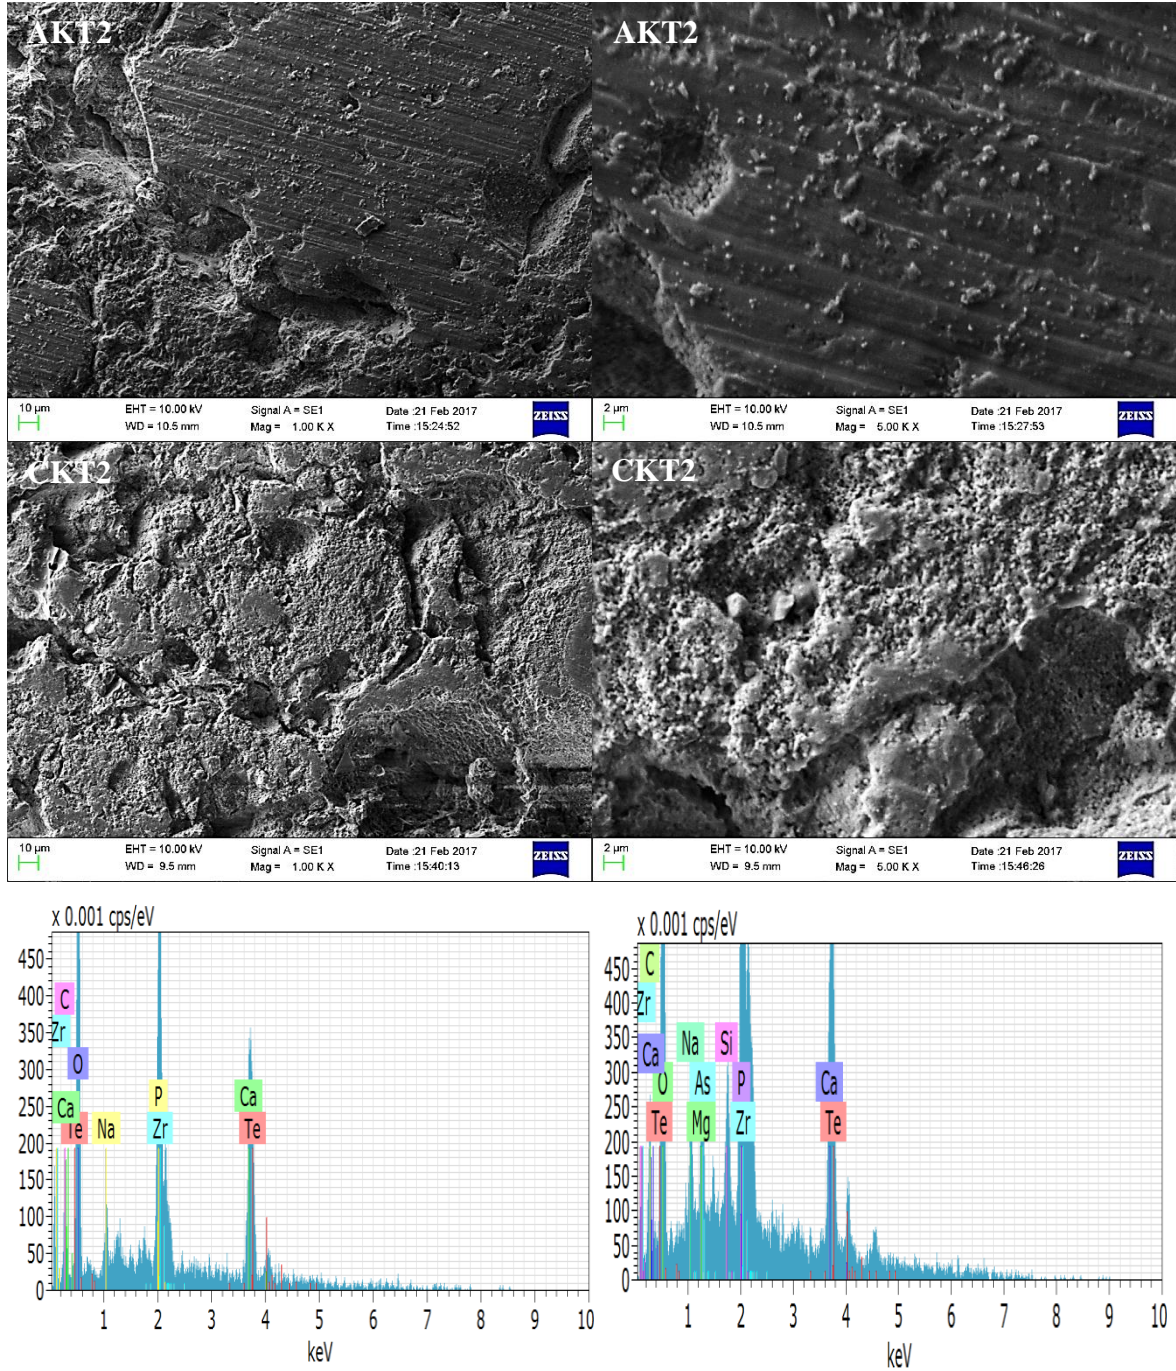 AKT2
AKT2
10 µm
EHT = 10.00 kV
Signal A = SE1
Date :21 Feb 2017
WD = 10.5 mm
Mag = 1.00 K X
Time :15:24:52
ZEISS
2 µm
EHT = 10.00 kV
Signal A = SE1
Date :21 Feb 2017
WD = 10.5 mm
Mag = 5.00 K X
Time :15:27:53
ZEISS
CKT2
CKT2
10 µm
EHT = 10.00 kV
Signal A = SE1
Date :21 Feb 2017
WD = 9.5 mm
Mag = 1.00 K X
Time :15:40:13
ZEISS
2 µm
EHT = 10.00 kV
Signal A = SE1
Date :21 Feb 2017
WD = 9.5 mm
Mag = 5.00 K X
Time :15:46:26
ZEISS
x 0.001 cps/eV
450
400
350
300
250
200
150
100
50
0
C
Zr
O
Ca
Te
Na
P
Zr
Ca
Te
1 2 3 4 5 6 7 8 9 10
keV
x 0.001 cps/eV
450
400
350
300
250
200
150
100
50
0
C
Zr
Ca
O
Te
Na
As
Mg
Si
P
Zr
Ca
Te
1 2 3 4 5 6 7 8 9 10
keV